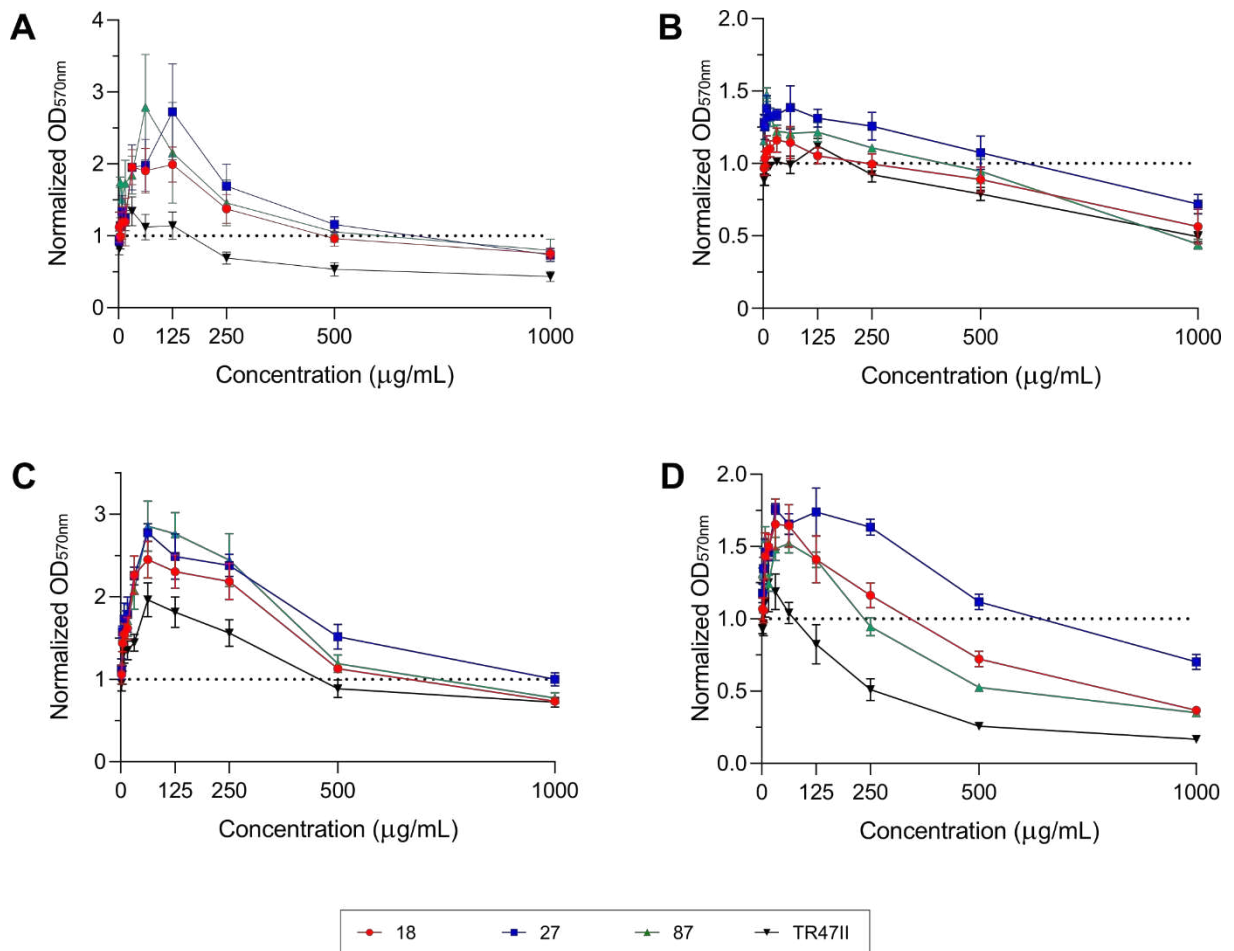 A
Normalized OD570nm
4
3
2
1
0
0 125 250 500 1000
Concentration (μg/mL)
B
Normalized OD570nm
2.0
1.5
1.0
0.5
0
0 125 250 500 1000
Concentration (μg/mL)
C
Normalized OD570nm
3
2
1
0
0 125 250 500 1000
Concentration (μg/mL)
D
Normalized OD570nm
2.0
1.5
1.0
0.5
0.0
0 125 250 500 1000
Concentration (μg/mL)
18 27 87 TR47II